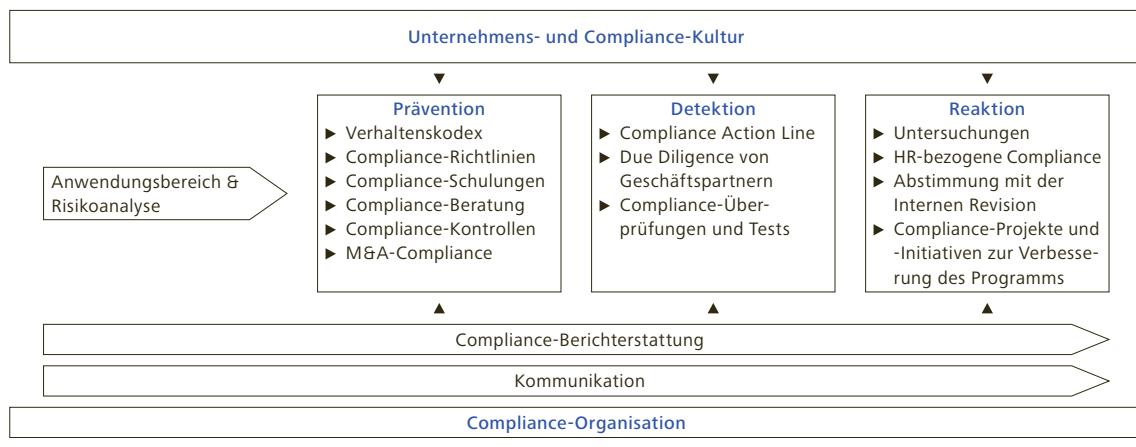 Unternehmens- und Compliance-Kultur
Anwendungsbereich &
Risikoanalyse
Prävention
► Verhaltenskodex
► Compliance-Richtlinien
► Compliance-Schulungen
► Compliance-Beratung
► Compliance-Kontrollen
► M&A-Compliance
Detektion
► Compliance Action Line
► Due Diligence von
Geschäftspartnern
► Compliance-Über-
prüfungen und Tests
Reaktion
► Untersuchungen
► HR-bezogene Compliance
► Abstimmung mit der
Internen Revision
► Compliance-Projekte und
-Initiativen zur Verbesse-
rung des Programms
Compliance-Berichterstattung
Kommunikation
Compliance-Organisation